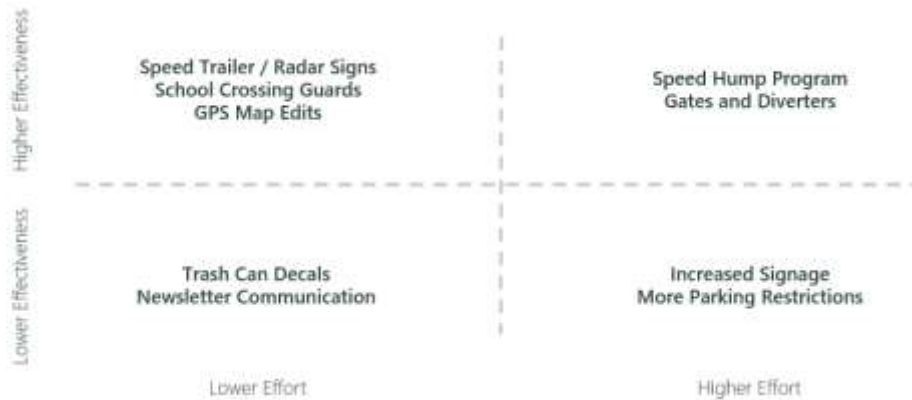 Higher Effectiveness
Speed Trailer / Radar Signs
School Crossing Guards
GPS Map Edits
Speed Hump Program
Gates and Diverters
Lower Effectiveness
Trash Can Decals
Newsletter Communication
Increased Signage
More Parking Restrictions
Lower Effort
Higher Effort